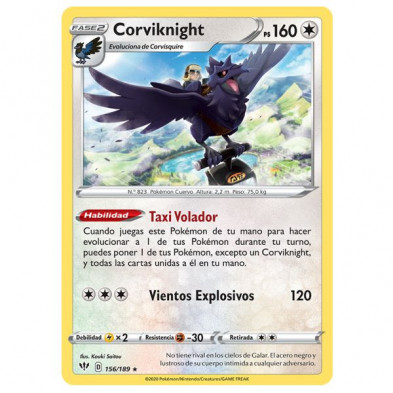 FASE 2
Corviknight
PS 160
Evoluciona de Corvisquire
N.º 823 Pokémon Cuervo Altura: 2,2 m Peso: 75,0 kg
Habilidad Taxi Volador
Cuando juegas este Pokémon de tu mano para hacer
evolucionar a 1 de tus Pokémon durante tu turno,
puedes poner 1 de tus Pokémon, excepto un Corviknight,
y todas las cartas unidas a él en tu mano.
Vientos Explosivos 120
Debilidad x2 Resistencia -30 Retirada
Ilus. Kouki Saitou
D 156/189 ★
No tiene rival en los cielos de Galar. El acero negro y
lustroso de su cuerpo intimida a cualquier adversario.
©2020 Pokémon/Nintendo/Creatures/GAME FREAK